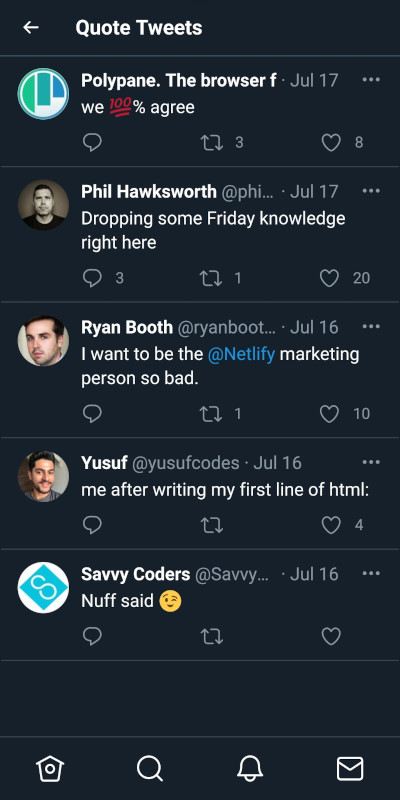 Quote Tweets
Polypane. The browser f · Jul 17
we 💯% agree
3 8
Phil Hawksworth @phi... · Jul 17
Dropping some Friday knowledge
right here
3 1 20
Ryan Booth @ryanboot... · Jul 16
I want to be the @Netlify marketing
person so bad.
1 10
Yusuf @yusufcodes · Jul 16
me after writing my first line of html:
4
Savvy Coders @Savvy... · Jul 16
Nuff said 😉